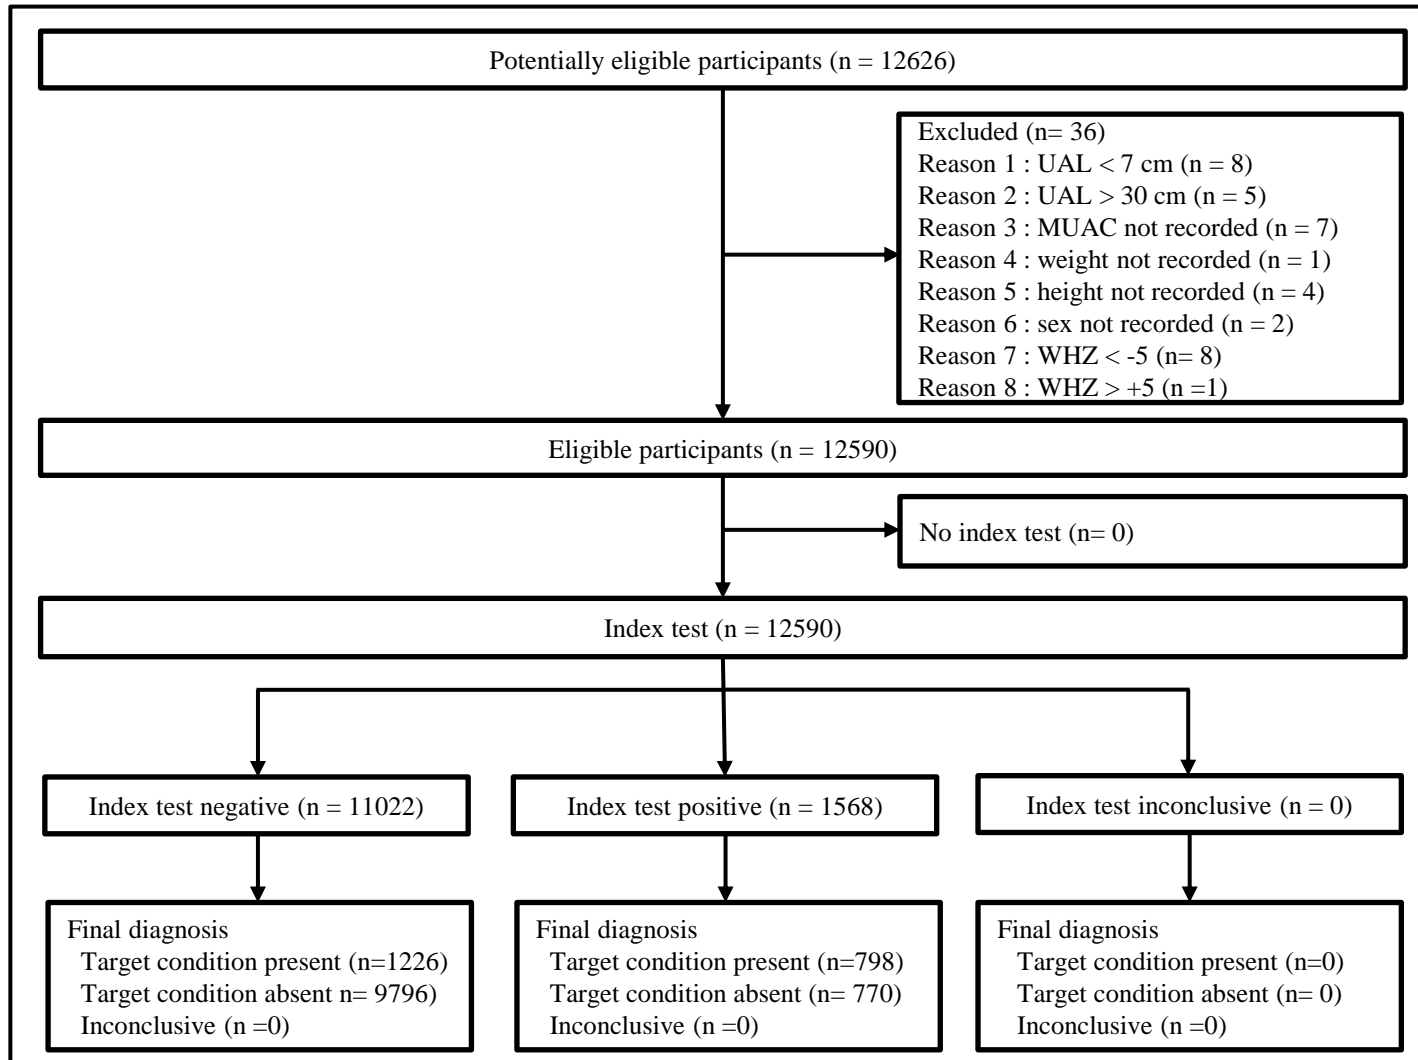 Potentially eligible participants (n = 12626)
Excluded (n= 36)
Reason 1 : UAL < 7 cm (n = 8)
Reason 2 : UAL > 30 cm (n = 5)
Reason 3 : MUAC not recorded (n = 7)
Reason 4 : weight not recorded (n = 1)
Reason 5 : height not recorded (n = 4)
Reason 6 : sex not recorded (n = 2)
Reason 7 : WHZ < -5 (n= 8)
Reason 8 : WHZ > +5 (n =1)
Eligible participants (n = 12590)
No index test (n= 0)
Index test (n = 12590)
Index test negative (n = 11022)
Index test positive (n = 1568)
Index test inconclusive (n = 0)
Final diagnosis
Target condition present (n=1226)
Target condition absent n= 9796)
Inconclusive (n =0)
Final diagnosis
Target condition present (n=798)
Target condition absent (n= 770)
Inconclusive (n =0)
Final diagnosis
Target condition present (n=0)
Target condition absent (n= 0)
Inconclusive (n =0)